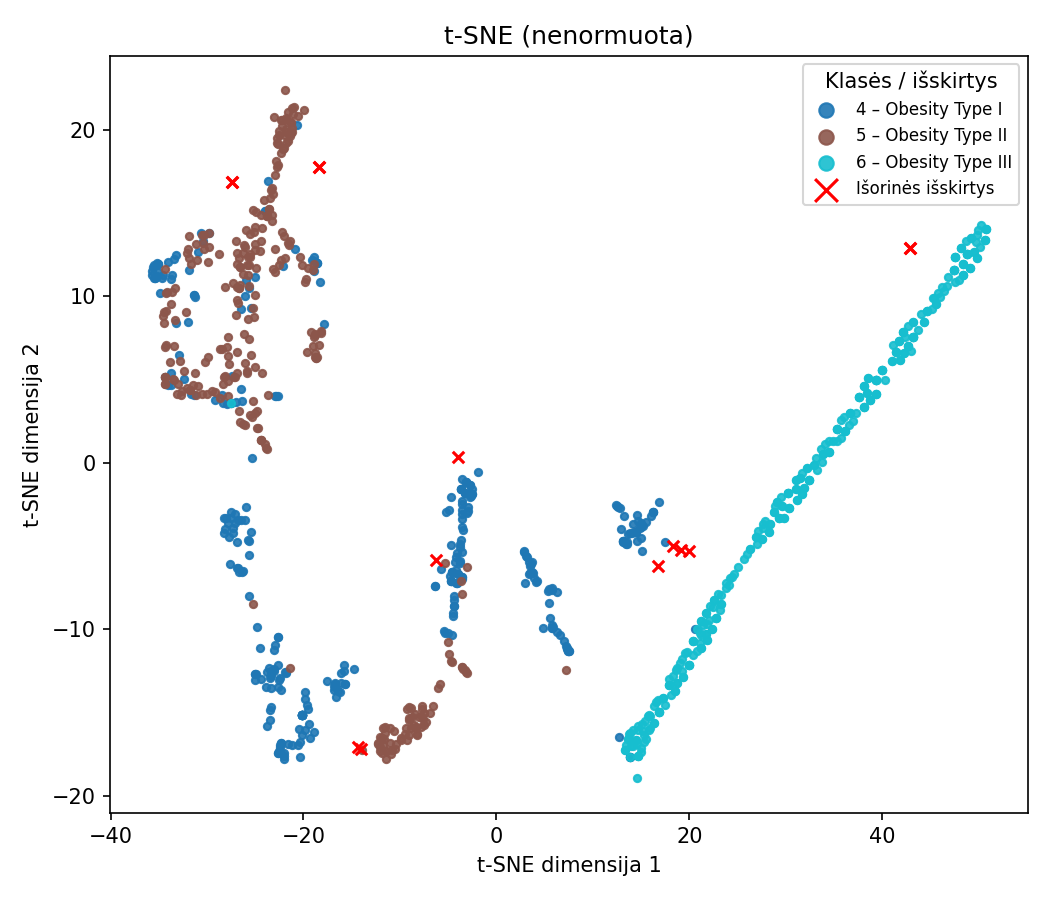 t-SNE (nenormuota)
Klasės / išskirtys
4 – Obesity Type I
5 – Obesity Type II
6 – Obesity Type III
Išorinės išskirtys
t-SNE dimensija 2
20
10
0
−10
−20
−40
−20
0
20
40
t-SNE dimensija 1